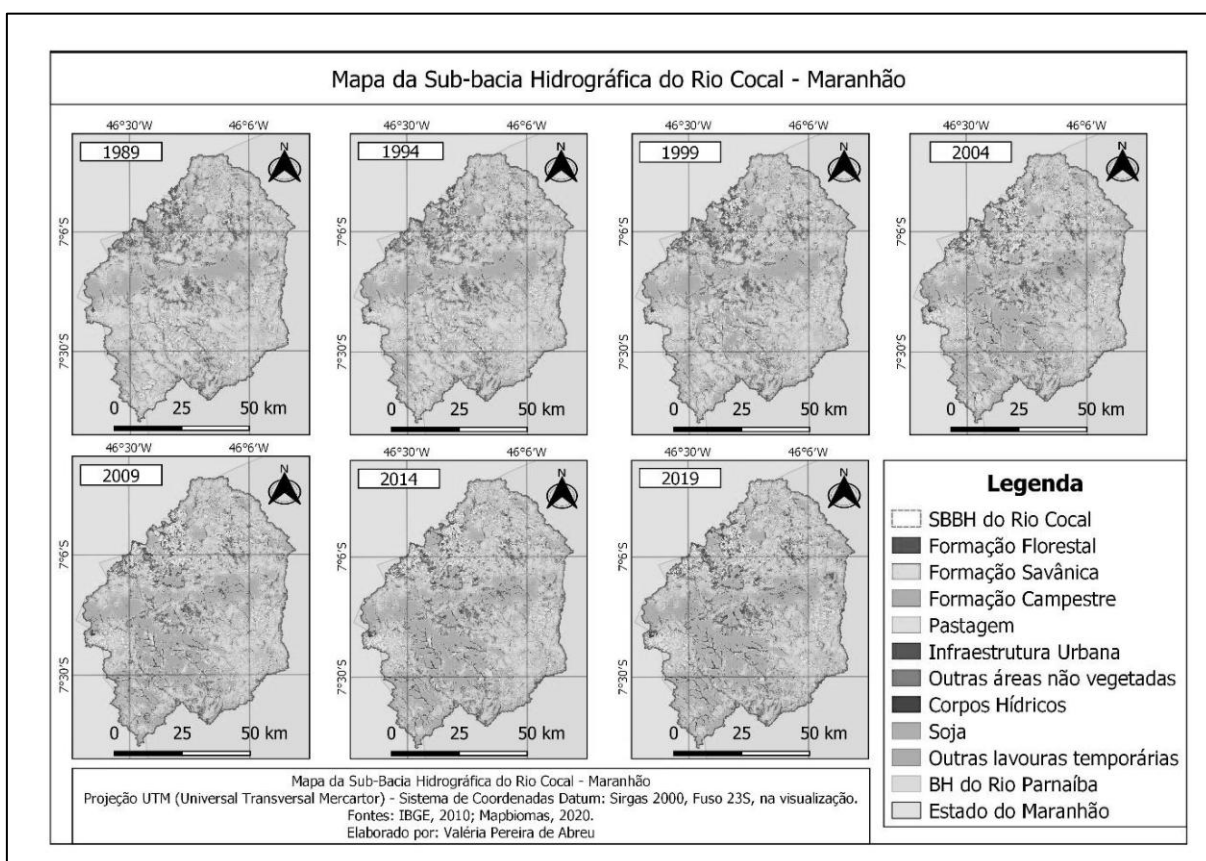 Mapa da Sub-bacia Hidrográfica do Rio Cocal - Maranhão
46°30'W 46°6'W
46°30'W 46°6'W
46°30'W 46°6'W
46°30'W 46°6'W
1989
N
1994
N
1999
N
2004
N
7°6'S
7°6'S
7°6'S
7°6'S
7°30'S
7°30'S
7°30'S
7°30'S
0 25 50 km
0 25 50 km
0 25 50 km
0 25 50 km
46°30'W 46°6'W
46°30'W 46°6'W
46°30'W 46°6'W
2009
N
2014
N
2019
N
7°6'S
7°6'S
7°6'S
7°30'S
7°30'S
7°30'S
0 25 50 km
0 25 50 km
0 25 50 km
Legenda
SBBH do Rio Cocal
Formação Florestal
Formação Savânica
Formação Campestre
Pastagem
Infraestrutura Urbana
Outras áreas não vegetadas
Corpos Hídricos
Soja
Outras lavouras temporárias
BH do Rio Parnaíba
Estado do Maranhão
Mapa da Sub-Bacia Hidrográfica do Rio Cocal - Maranhão
Projeção UTM (Universal Transversal Mercartor) - Sistema de Coordenadas Datum: Sirgas 2000, Fuso 23S, na visualização.
Fontes: IBGE, 2010; Mapbiomas, 2020.
Elaborado por: Valéria Pereira de Abreu